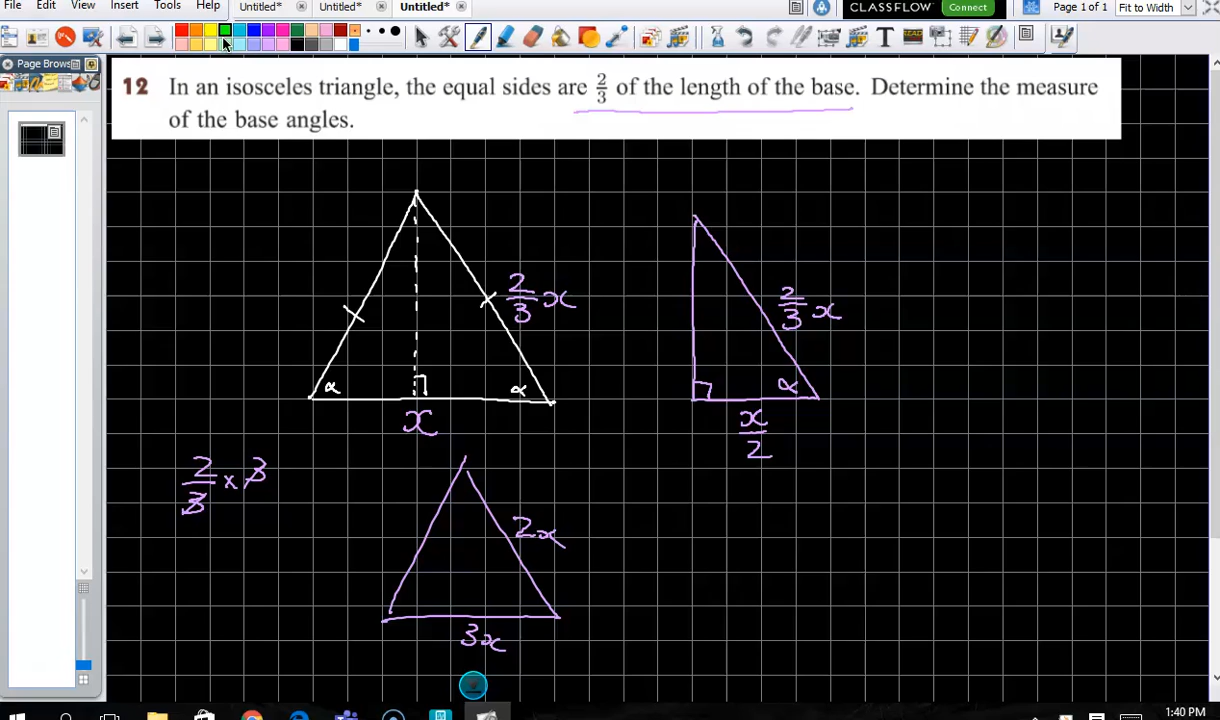 File Edit View Insert Tools Help Untitled* Untitled* Untitled* CLASSFLOW Connect Page 1 of 1 Fit to Width
Page Brows
12 In an isosceles triangle, the equal sides are 2/3 of the length of the base. Determine the measure
of the base angles.
2/3 x
2/3 x
α α α
x
x/2
2/3 × 3
2x
3x
1:40 PM